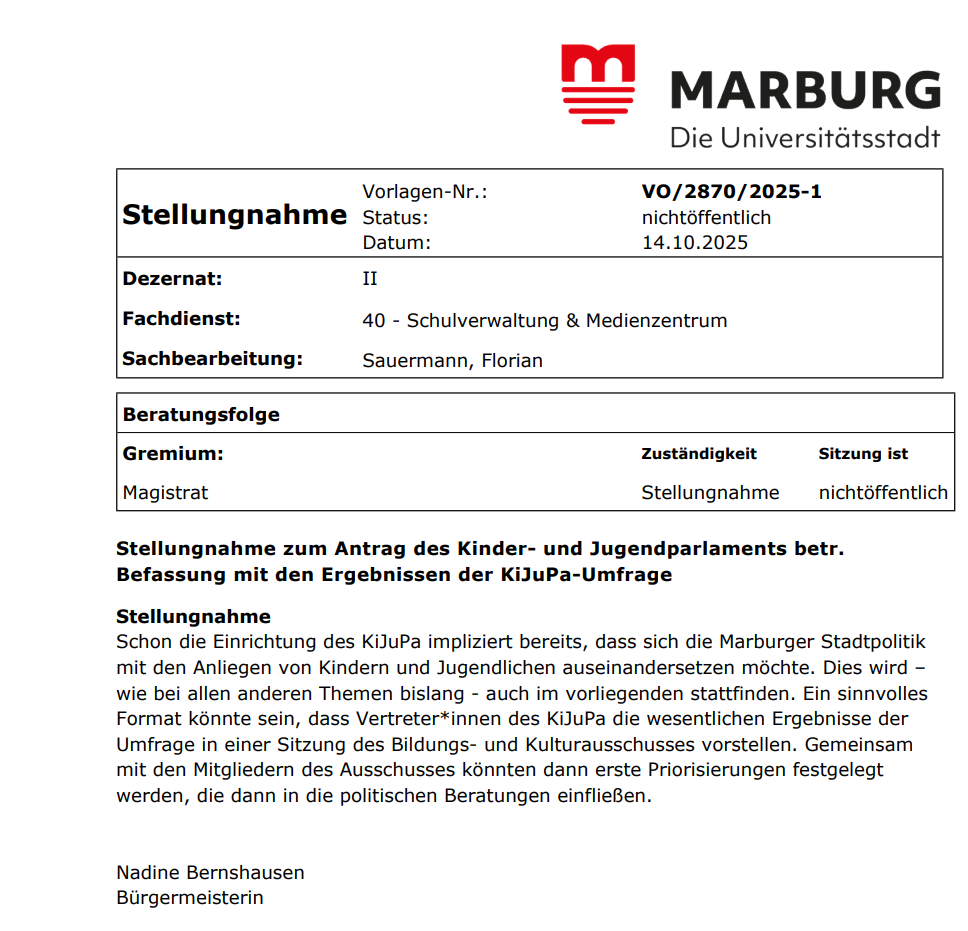 MARBURG
Die Universitätsstadt
Stellungnahme
Vorlagen-Nr.: VO/2870/2025-1
Status: nichtöffentlich
Datum: 14.10.2025
Dezernat: II
Fachdienst: 40 - Schulverwaltung & Medienzentrum
Sachbearbeitung: Sauermann, Florian
Beratungsfolge
Gremium: Zuständigkeit Sitzung ist
Magistrat Stellungnahme nichtöffentlich
Stellungnahme zum Antrag des Kinder- und Jugendparlaments betr.
Befassung mit den Ergebnissen der KiJuPa-Umfrage
Stellungnahme
Schon die Einrichtung des KiJuPa impliziert bereits, dass sich die Marburger Stadtpolitik
mit den Anliegen von Kindern und Jugendlichen auseinandersetzen möchte. Dies wird –
wie bei allen anderen Themen bislang - auch im vorliegenden stattfinden. Ein sinnvolles
Format könnte sein, dass Vertreter*innen des KiJuPa die wesentlichen Ergebnisse der
Umfrage in einer Sitzung des Bildungs- und Kulturausschusses vorstellen. Gemeinsam
mit den Mitgliedern des Ausschusses könnten dann erste Priorisierungen festgelegt
werden, die dann in die politischen Beratungen einfließen.
Nadine Bernshausen
Bürgermeisterin